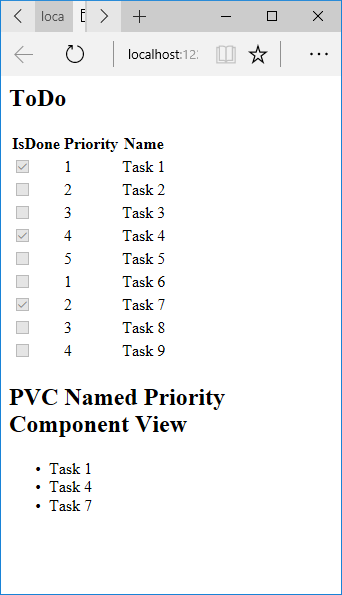 loca
localhost:12
ToDo
IsDone Priority Name
1 Task 1
2 Task 2
3 Task 3
4 Task 4
5 Task 5
1 Task 6
2 Task 7
3 Task 8
4 Task 9
PVC Named Priority
Component View
• Task 1
• Task 4
• Task 7